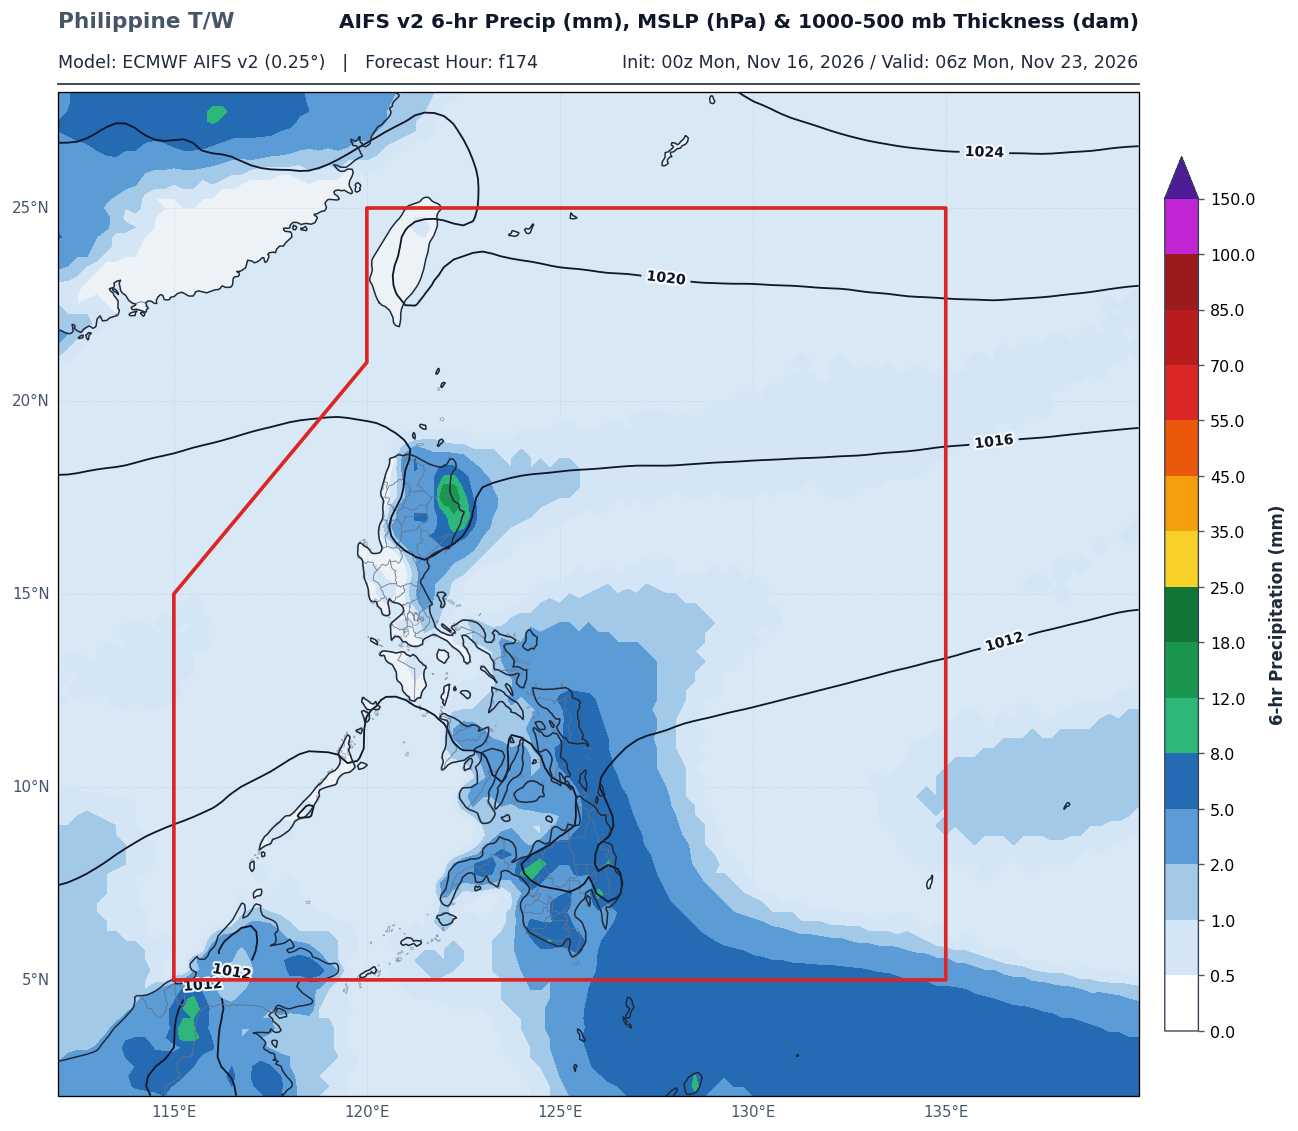 Philippine T/W
AIFS v2 6-hr Precip (mm), MSLP (hPa) & 1000-500 mb Thickness (dam)
Model: ECMWF AIFS v2 (0.25°) | Forecast Hour: f174
Init: 00z Mon, Nov 16, 2026 / Valid: 06z Mon, Nov 23, 2026
1024
1020
1016
1012
1012
1012
25°N
20°N
15°N
10°N
5°N
115°E
120°E
125°E
130°E
135°E
150.0
100.0
85.0
70.0
55.0
45.0
35.0
25.0
18.0
12.0
8.0
5.0
2.0
1.0
0.5
0.0
6-hr Precipitation (mm)